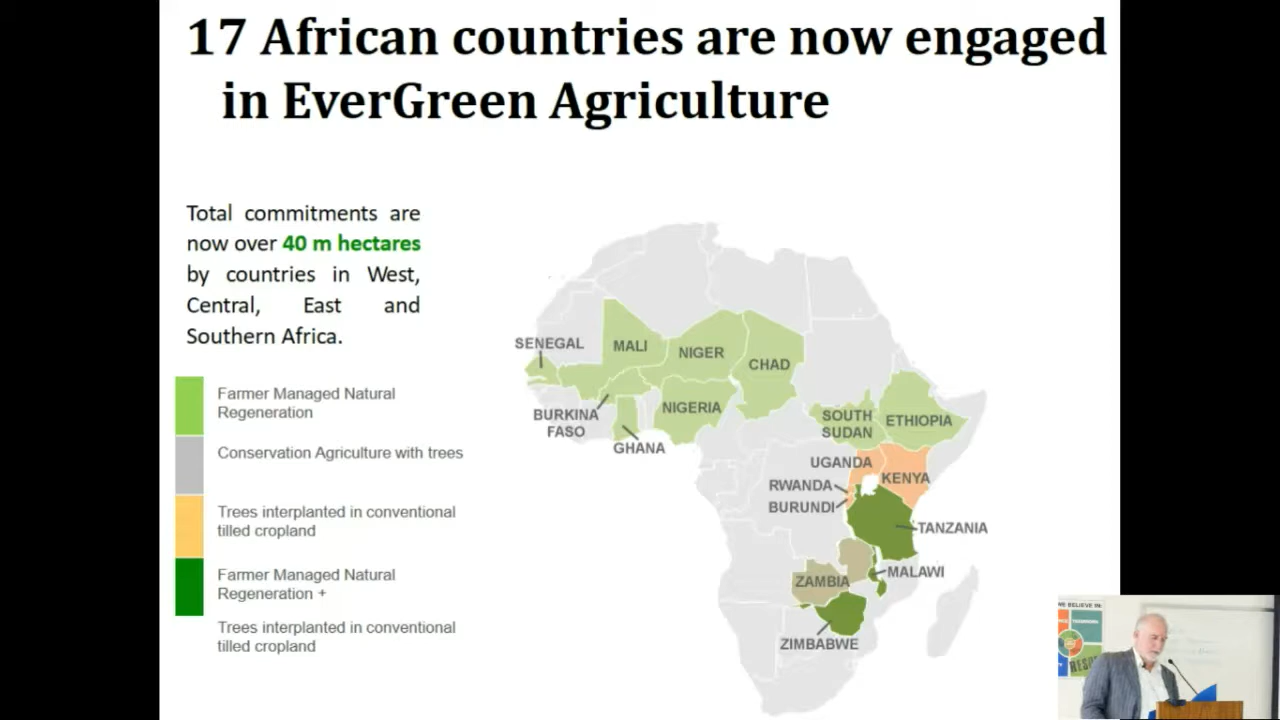 17 African countries are now engaged
in EverGreen Agriculture
Total commitments are
now over 40 m hectares
by countries in West,
Central, East and
Southern Africa.
Farmer Managed Natural
Regeneration
Conservation Agriculture with trees
Trees interplanted in conventional
tilled cropland
Farmer Managed Natural
Regeneration +
Trees interplanted in conventional
tilled cropland
SENEGAL
MALI
NIGER
CHAD
BURKINA
FASO
GHANA
NIGERIA
SOUTH
SUDAN
ETHIOPIA
UGANDA
KENYA
RWANDA
BURUNDI
TANZANIA
MALAWI
ZAMBIA
ZIMBABWE
WE BELIEVE IN: